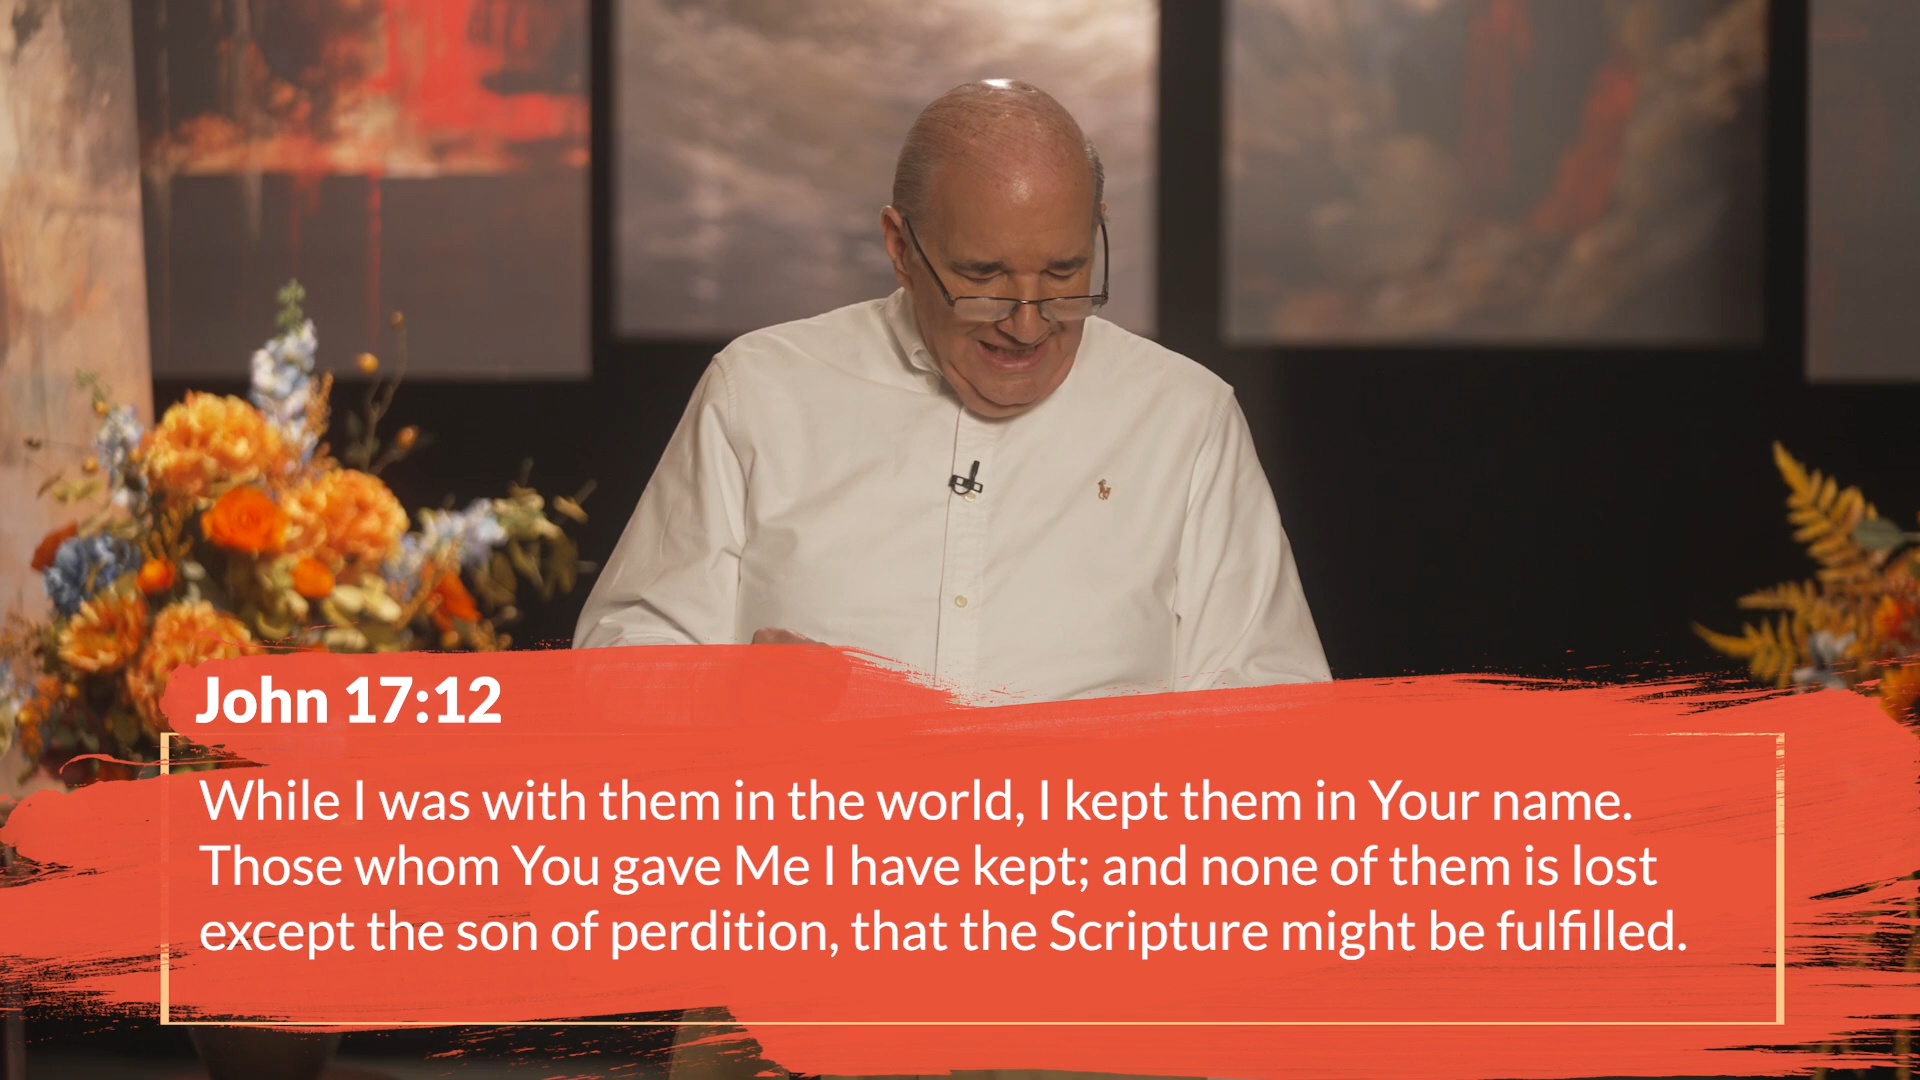 John 17:12
While I was with them in the world, I kept them in Your name.
Those whom You gave Me I have kept; and none of them is lost
except the son of perdition, that the Scripture might be fulfilled.